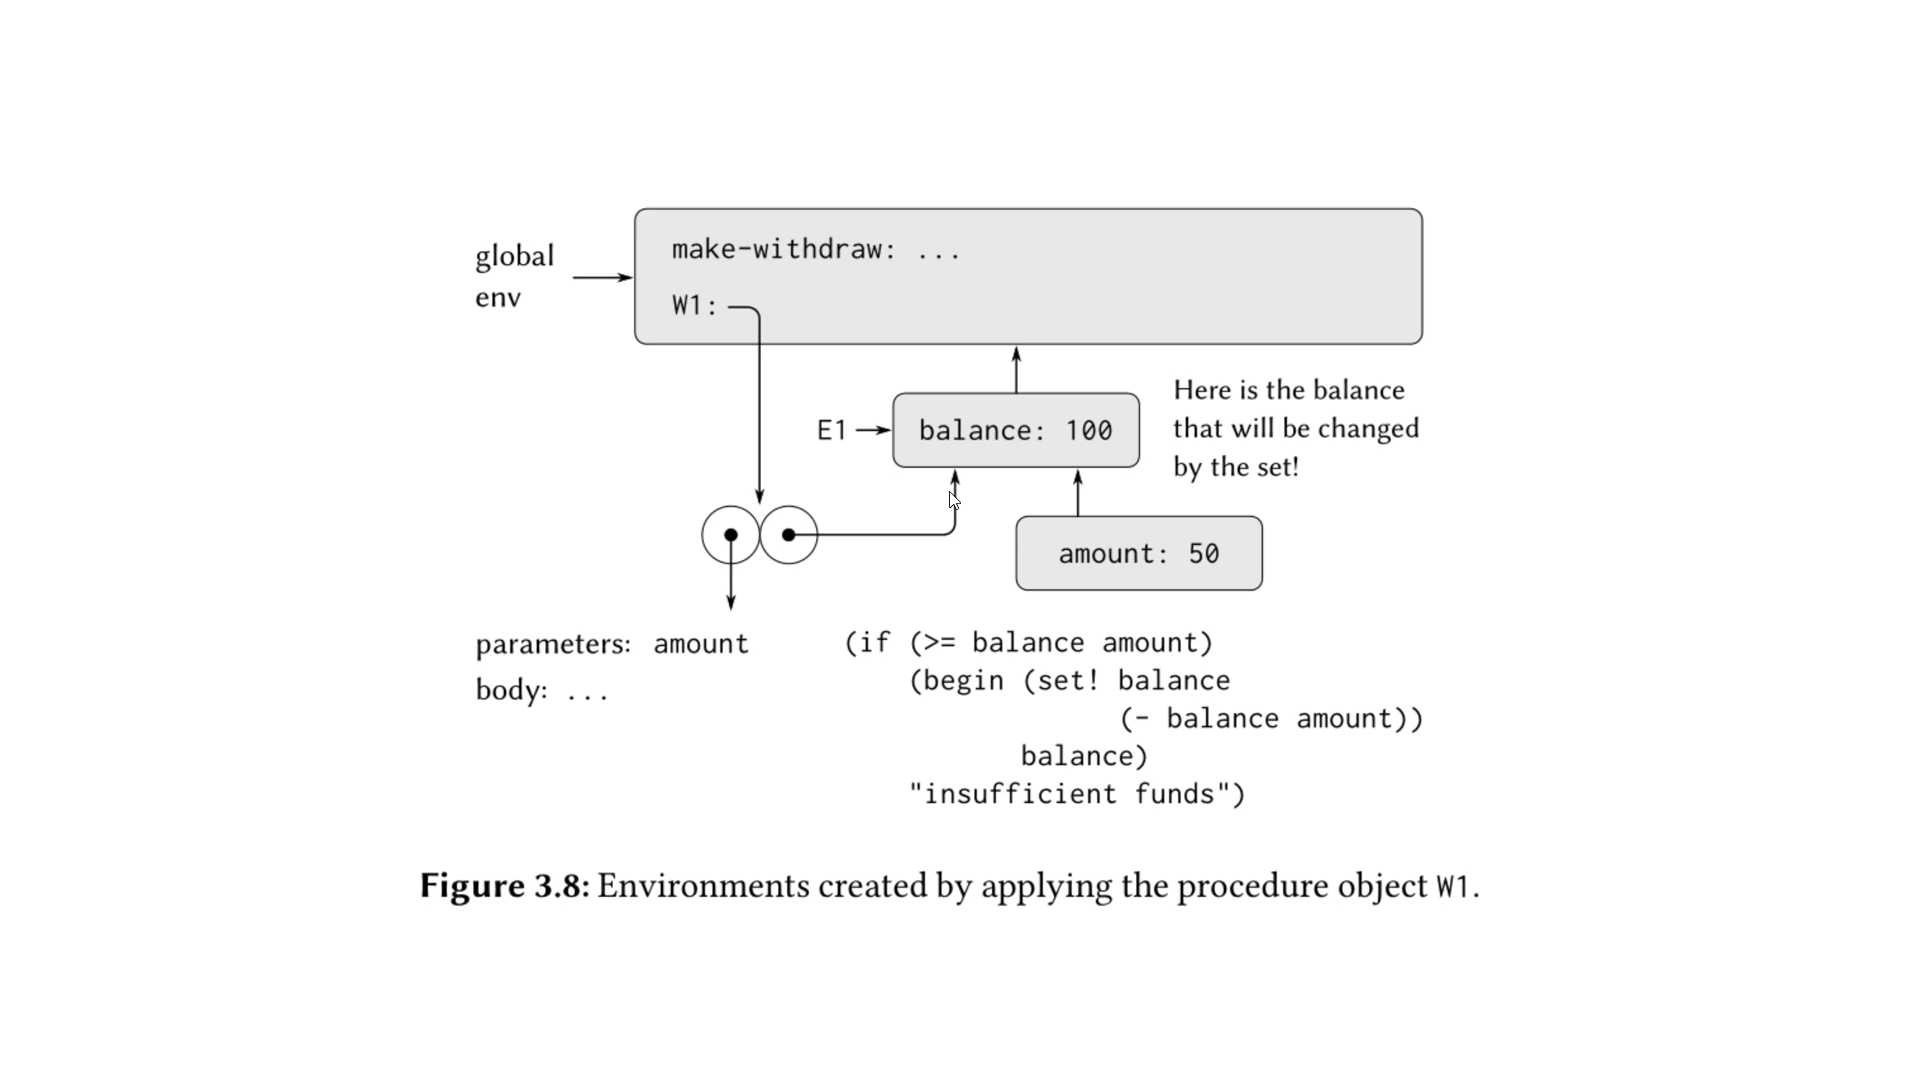 global
env
make-withdraw: ...
W1:
E1
balance: 100
Here is the balance
that will be changed
by the set!
amount: 50
parameters: amount
body: ...
(if (>= balance amount)
(begin (set! balance
(- balance amount))
balance)
"insufficient funds")
Figure 3.8: Environments created by applying the procedure object W1.